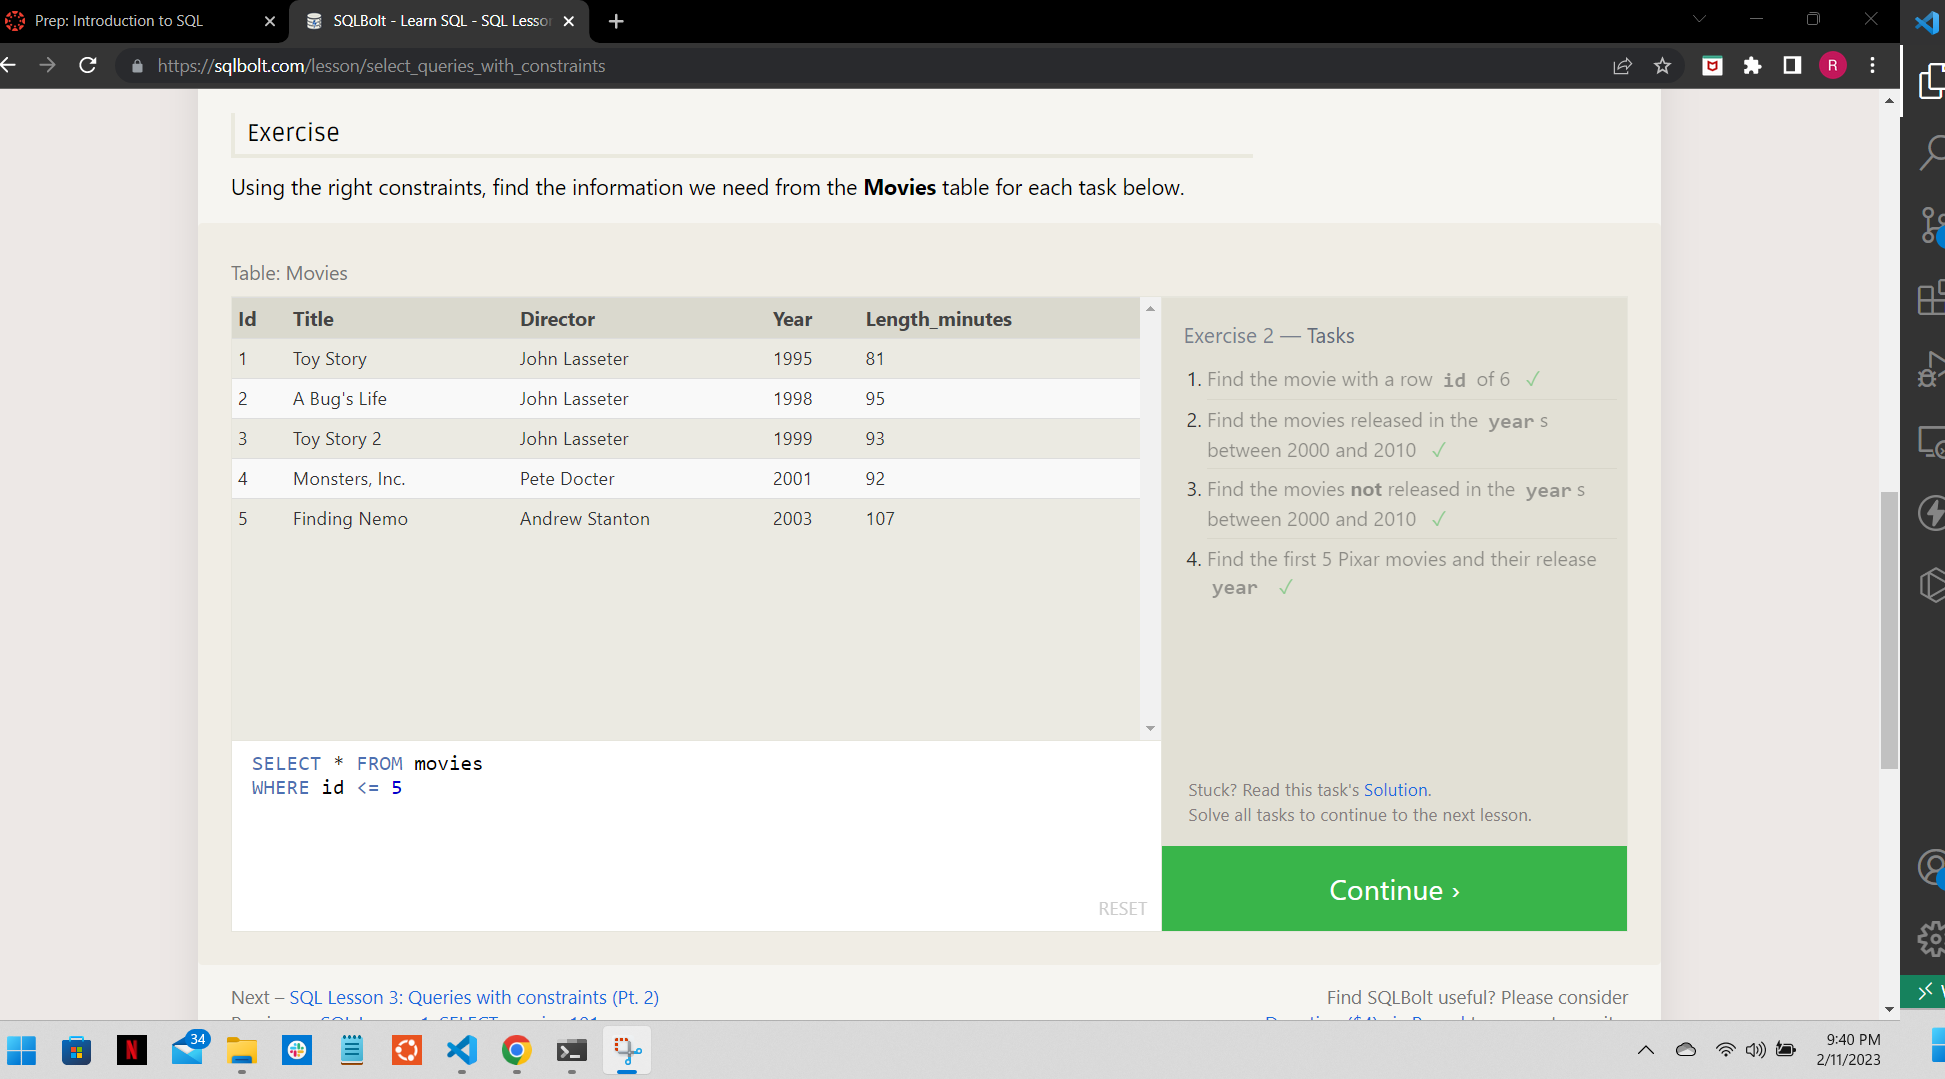 Prep: Introduction to SQL
SQLBolt - Learn SQL - SQL Lesson
https://sqlbolt.com/lesson/select_queries_with_constraints
R
Exercise
Using the right constraints, find the information we need from the Movies table for each task below.
Table: Movies
Id Title Director Year Length_minutes
1 Toy Story John Lasseter 1995 81
2 A Bug's Life John Lasseter 1998 95
3 Toy Story 2 John Lasseter 1999 93
4 Monsters, Inc. Pete Docter 2001 92
5 Finding Nemo Andrew Stanton 2003 107
Exercise 2 — Tasks
1. Find the movie with a row id of 6 ✓
2. Find the movies released in the year s
between 2000 and 2010 ✓
3. Find the movies not released in the year s
between 2000 and 2010 ✓
4. Find the first 5 Pixar movies and their release
year ✓
SELECT * FROM movies
WHERE id <= 5
RESET
Stuck? Read this task's Solution.
Solve all tasks to continue to the next lesson.
Continue ›
Next – SQL Lesson 3: Queries with constraints (Pt. 2)
Find SQLBolt useful? Please consider
34
N
9:40 PM
2/11/2023